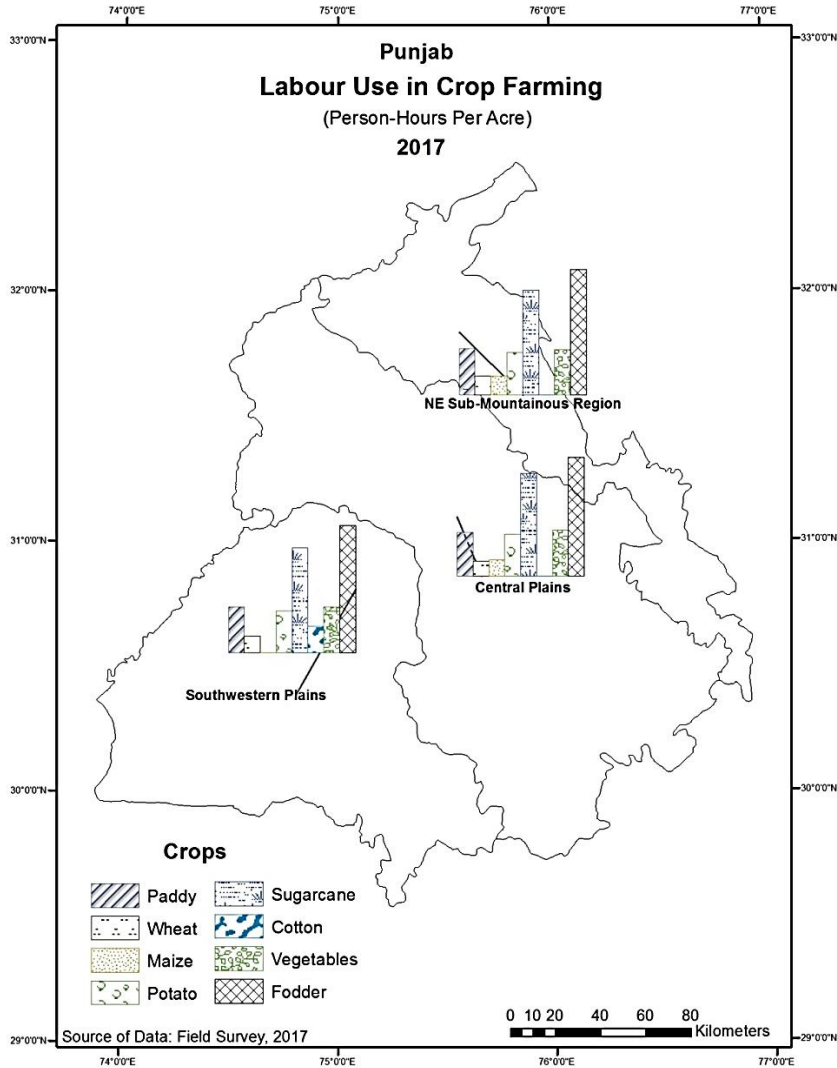 74°0'0"E 75°0'0"E 76°0'0"E 77°0'0"E
33°0'0"N 33°0'0"N
Punjab
Labour Use in Crop Farming
(Person-Hours Per Acre)
2017
32°0'0"N 32°0'0"N
NE Sub-Mountainous Region
31°0'0"N 31°0'0"N
Central Plains
Southwestern Plains
30°0'0"N 30°0'0"N
Crops
Paddy Sugarcane
Wheat Cotton
Maize Vegetables
Potato Fodder
0 10 20 40 60 80
Kilometers
Source of Data: Field Survey, 2017
29°0'0"N 29°0'0"N
74°0'0"E 75°0'0"E 76°0'0"E 77°0'0"E